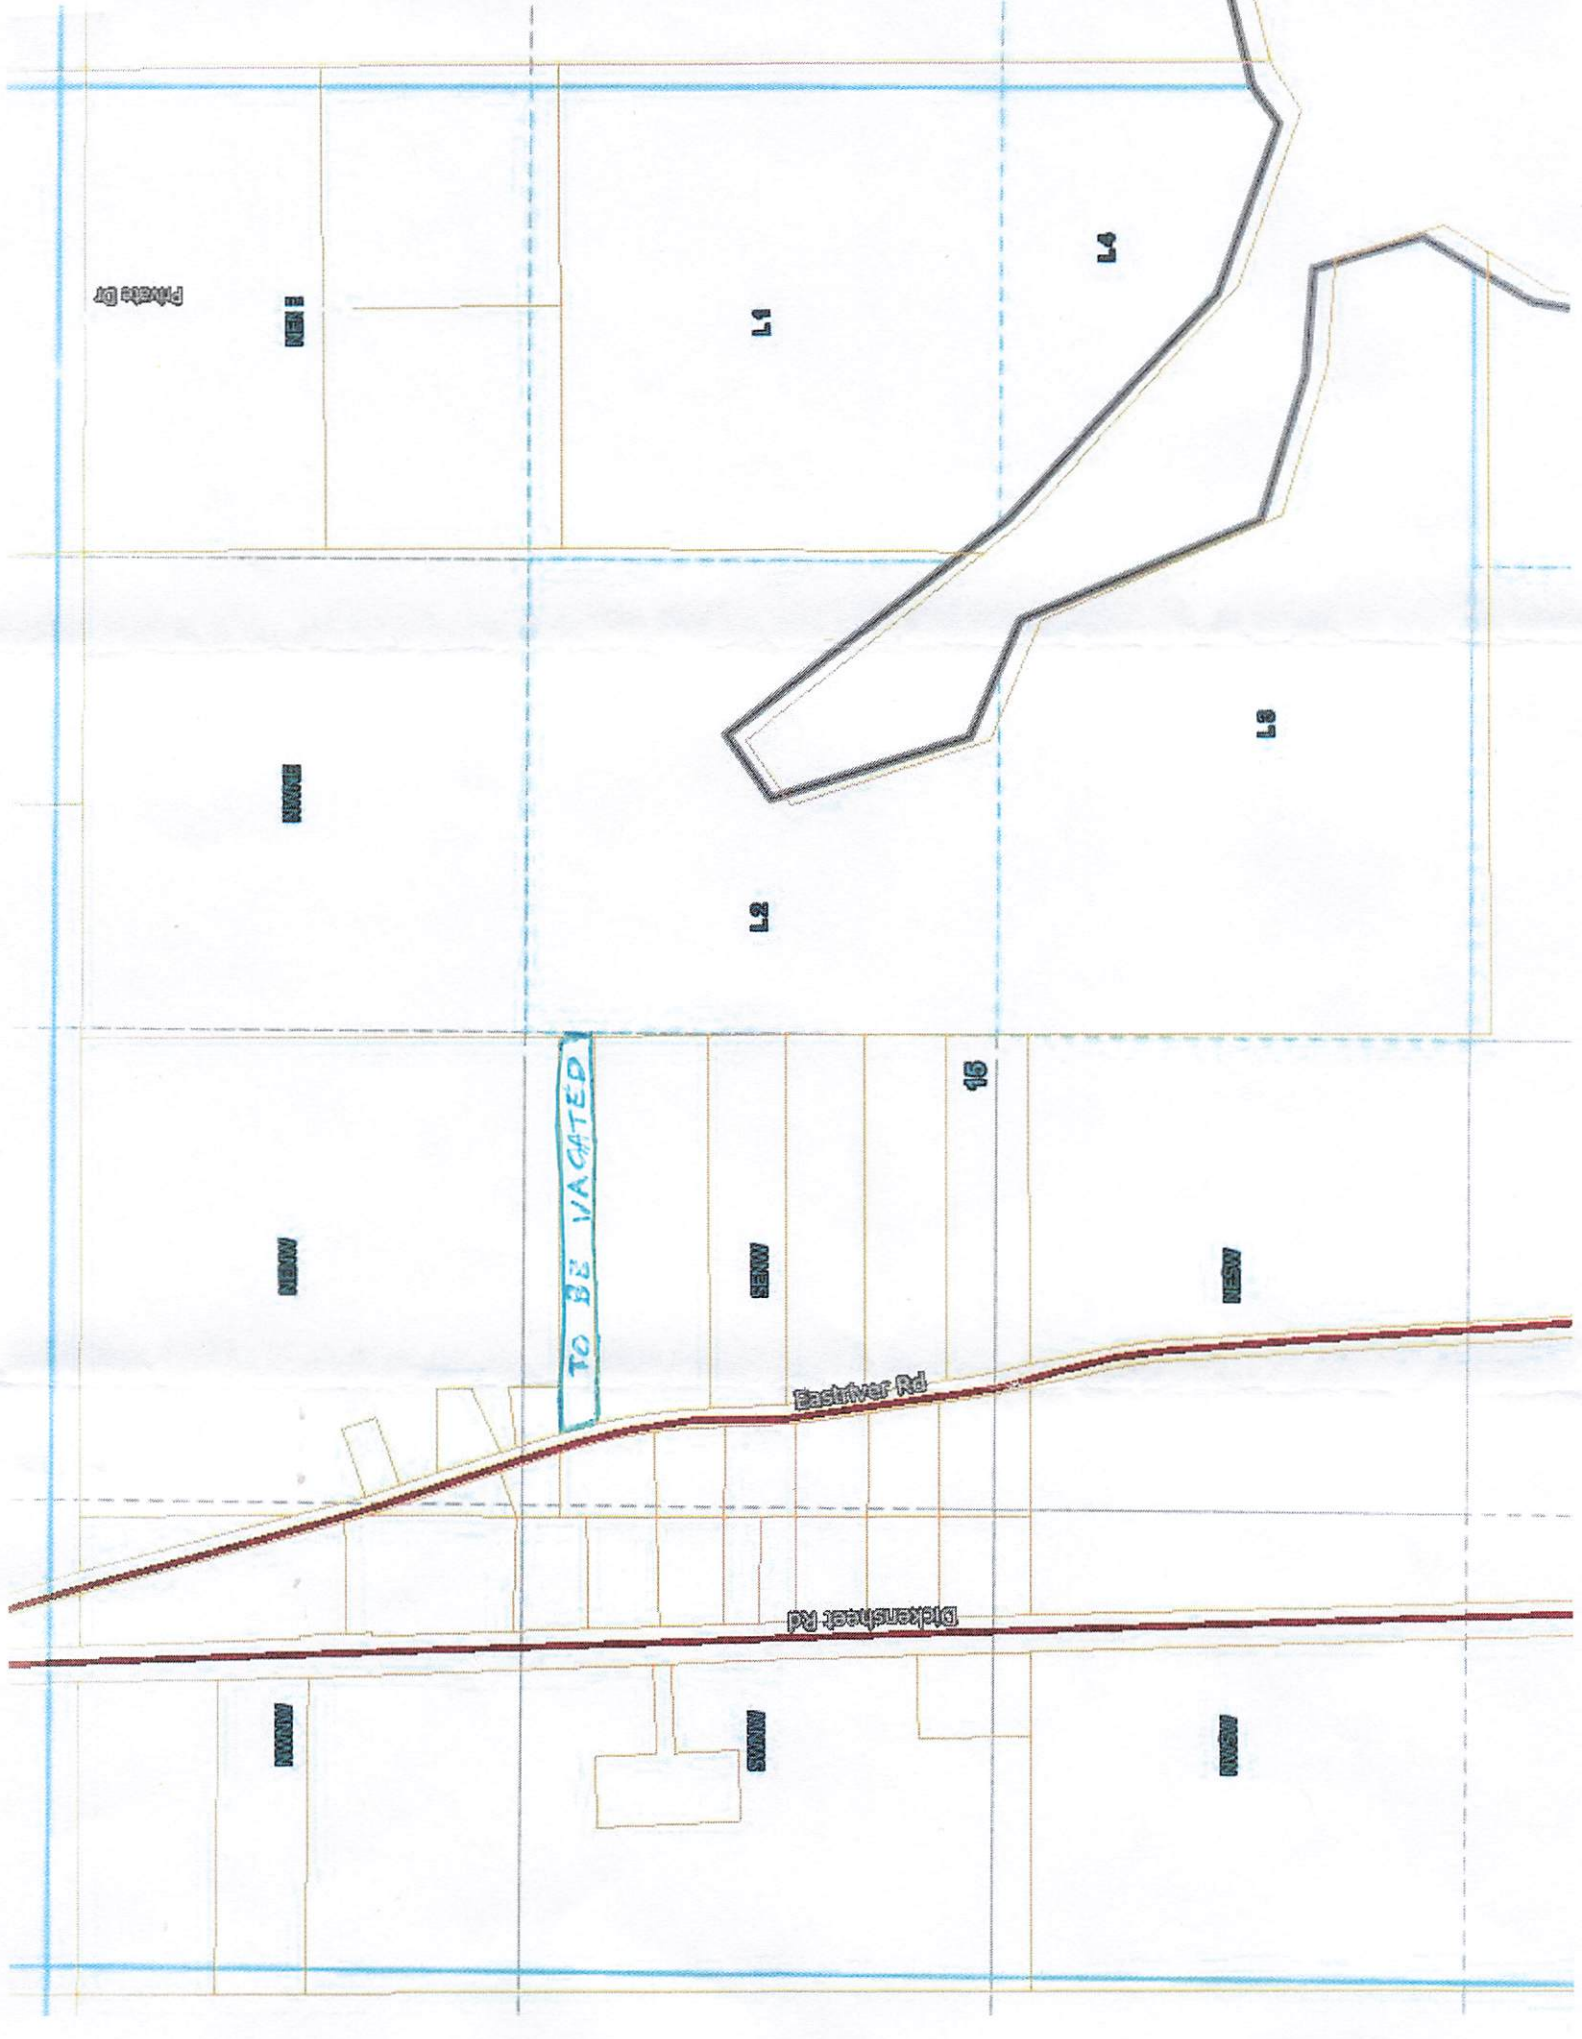 Private Dr
NENE
L1
L4
NWNE
L2
L3
15
TO BE VACATED
NENW
SENW
NESW
Eastriver Rd
Dickensheet Rd
NWNW
SWNW
NWSW